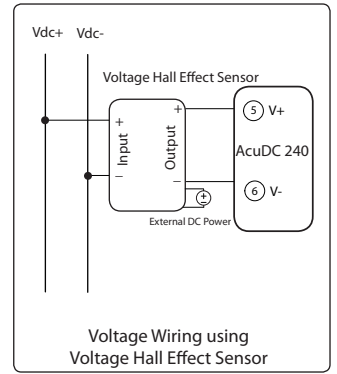 Vdc+ Vdc-
Voltage Hall Effect Sensor
+ +
5 V+
Input Output
AcuDC 240
− −
6 V-
+
External DC Power
Voltage Wiring using
Voltage Hall Effect Sensor